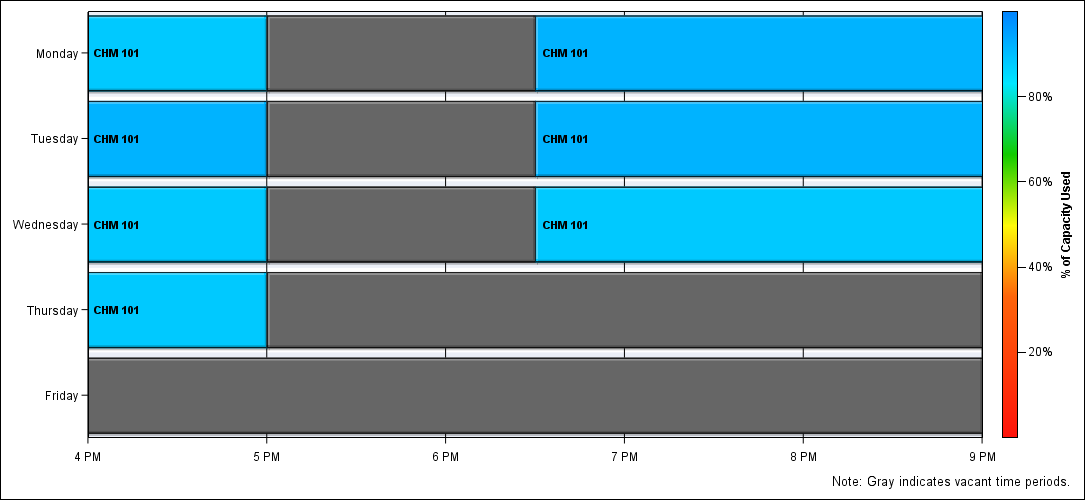 Monday
CHM 101
CHM 101
Tuesday
CHM 101
CHM 101
Wednesday
CHM 101
CHM 101
Thursday
CHM 101
Friday
4 PM
5 PM
6 PM
7 PM
8 PM
9 PM
80%
60%
40%
20%
% of Capacity Used
Note: Gray indicates vacant time periods.